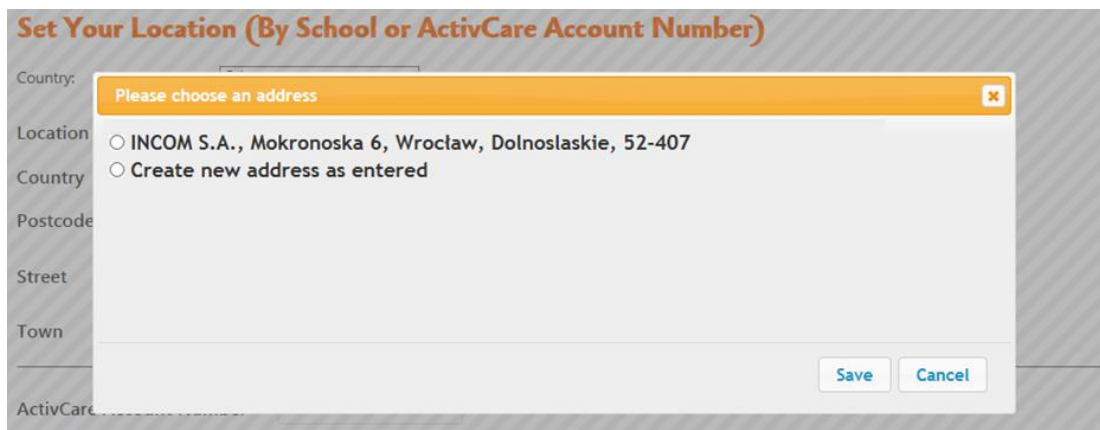 Set Your Location (By School or ActivCare Account Number)
Country:
Please choose an address
Location
INCOM S.A., Mokronoska 6, Wrocław, Dolnoslaskie, 52-407
Country
Create new address as entered
Postcode
Street
Town
Save Cancel
ActivCare